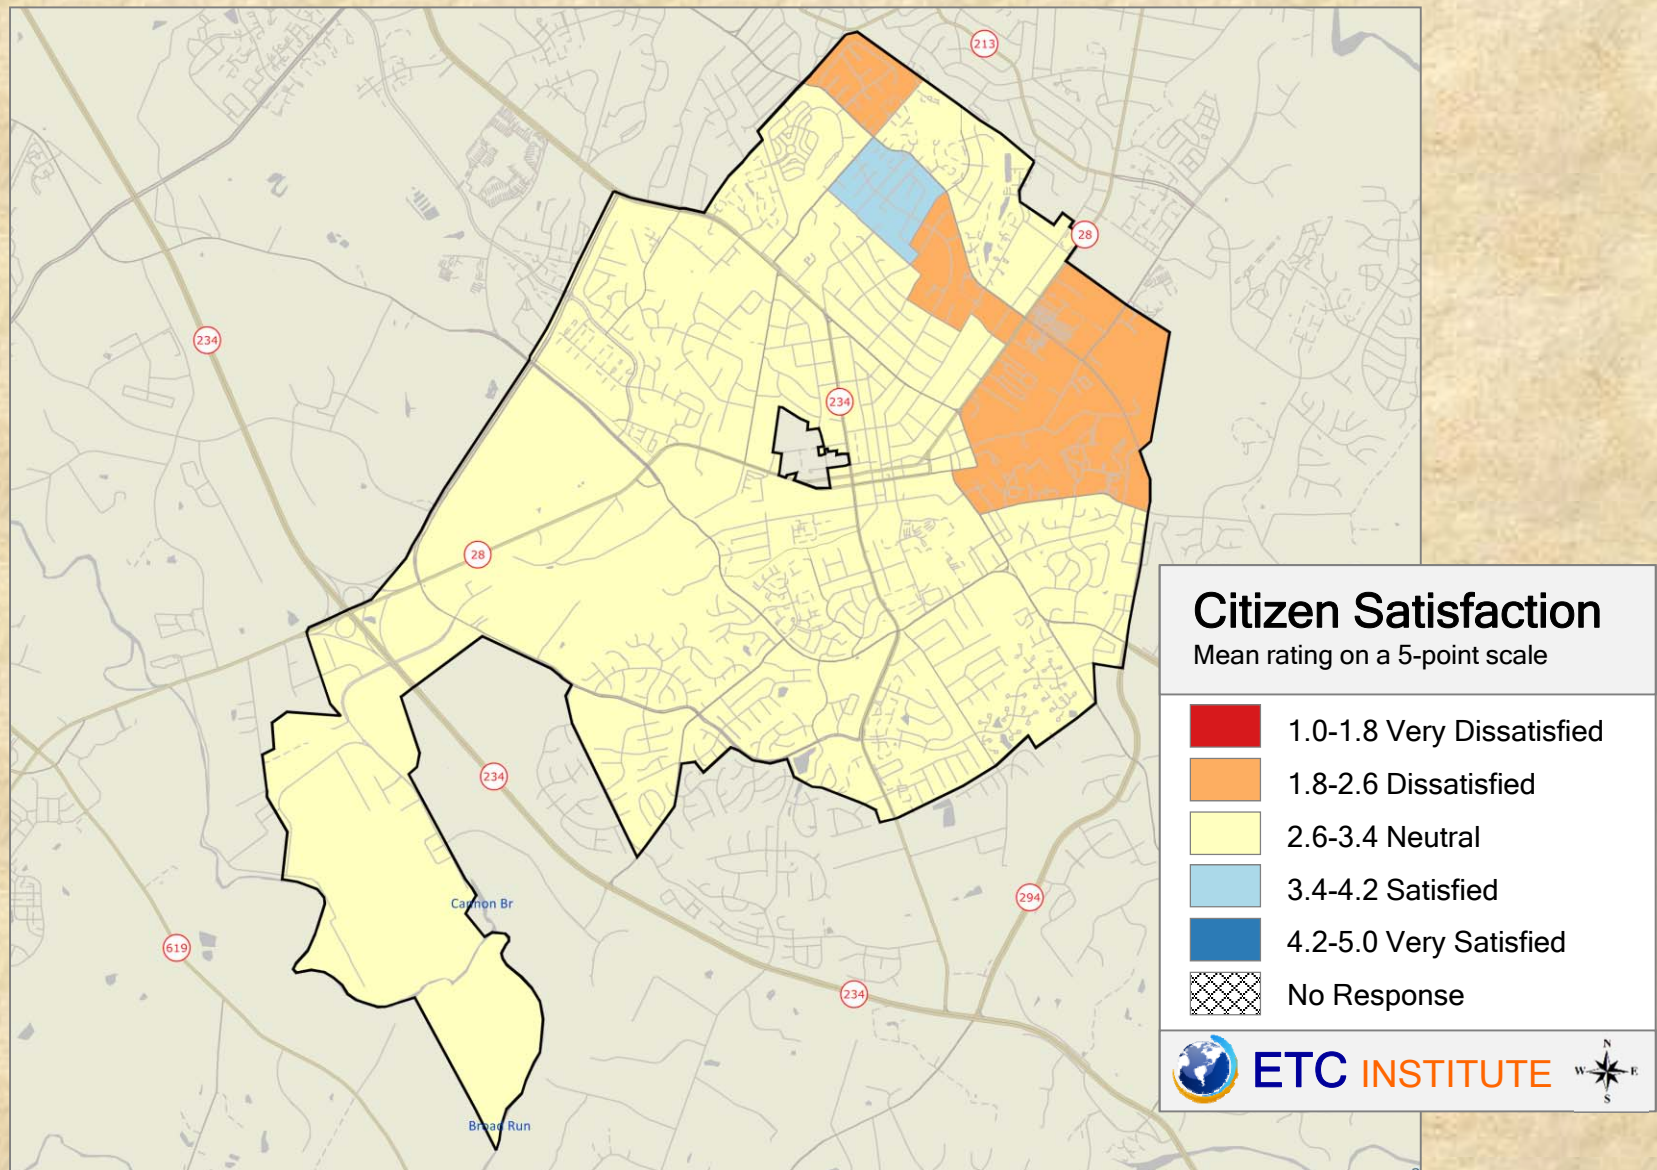 213
28
234
234
28
234
Cannon Br
294
619
234
Broad Run
Citizen Satisfaction
Mean rating on a 5-point scale
1.0-1.8 Very Dissatisfied
1.8-2.6 Dissatisfied
2.6-3.4 Neutral
3.4-4.2 Satisfied
4.2-5.0 Very Satisfied
No Response
ETC INSTITUTE
N
W E
S